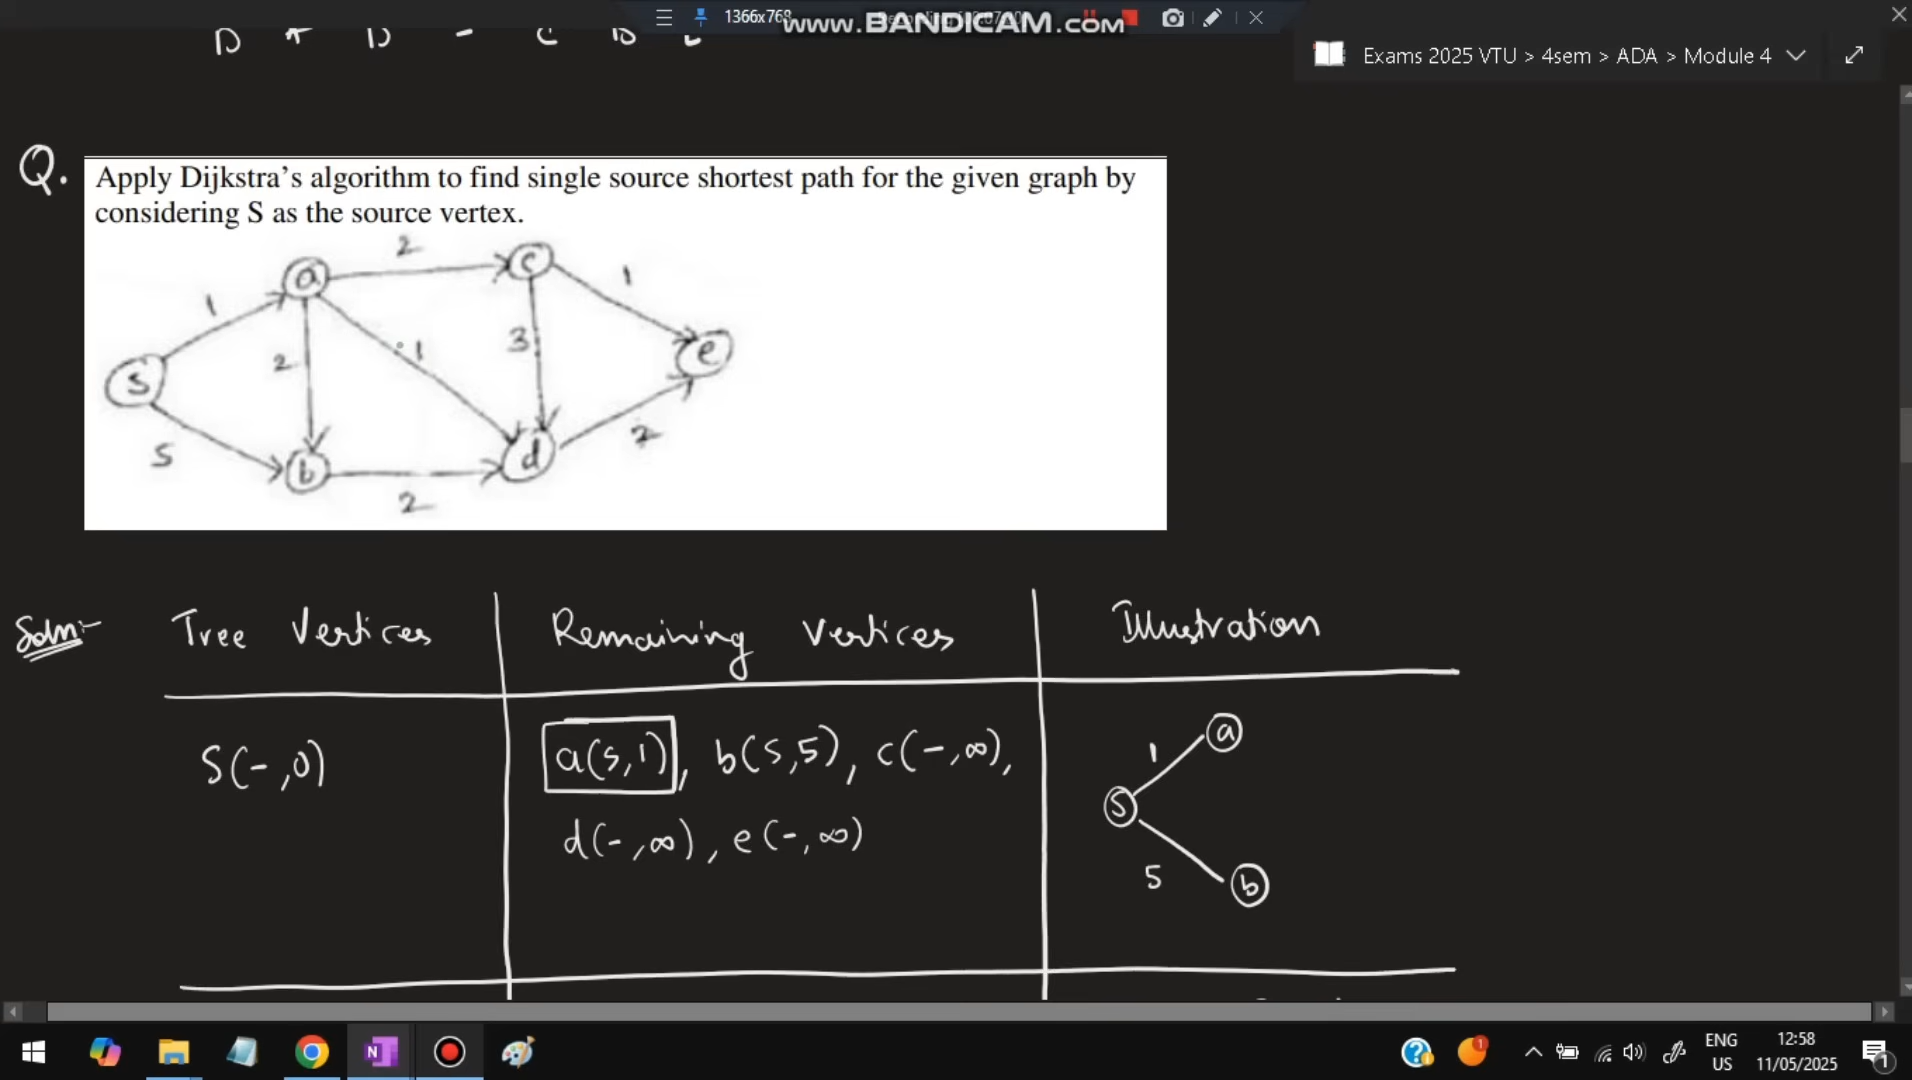 1366x768
www.BANDICAM.com
Exams 2025 VTU > 4sem > ADA > Module 4
Q.
Apply Dijkstra's algorithm to find single source shortest path for the given graph by
considering S as the source vertex.
2
a
c
1
1
2
1
3
e
S
5
b
d
2
2
Soln:-
Tree Vertices
Remaining Vertices
Illustration
S(-,0)
a(s,1), b(s,5), c(-,∞),
d(-,∞), e(-,∞)
a
1
S
5
b
N
ENG
US
12:58
11/05/2025
1
1